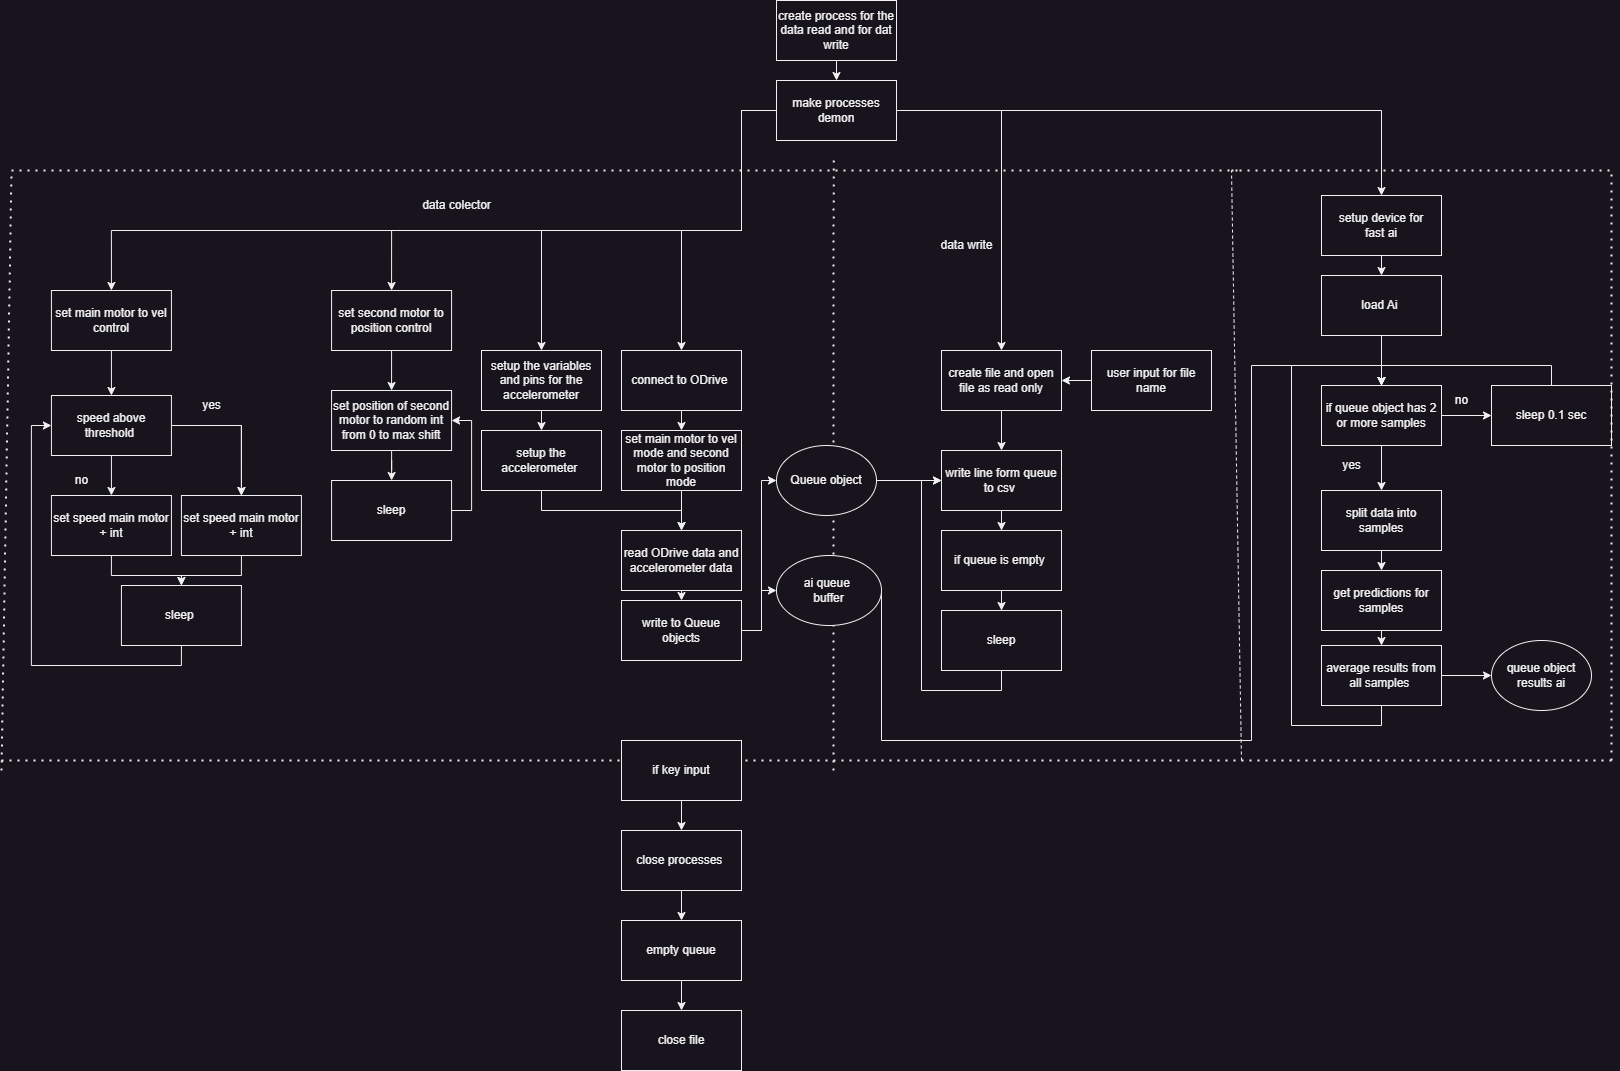 create process for the
data read and for dat
write
make processes
demon
data colector
data write
setup device for
fast ai
load Ai
set main motor to vel
control
set second motor to
position control
setup the variables
and pins for the
accelerometer
connect to ODrive
create file and open
file as read only
user input for file
name
speed above
threshold
yes
no
set position of second
motor to random int
from 0 to max shift
setup the
accelerometer
set main motor to vel
mode and second
motor to position
mode
if queue object has 2
or more samples
no
sleep 0.1 sec
yes
set speed main motor
+ int
set speed main motor
+ int
sleep
sleep
read ODrive data and
accelerometer data
write to Queue
objects
Queue object
ai queue
buffer
write line form queue
to csv
if queue is empty
sleep
split data into
samples
get predictions for
samples
average results from
all samples
queue object
results ai
if key input
close processes
empty queue
close file